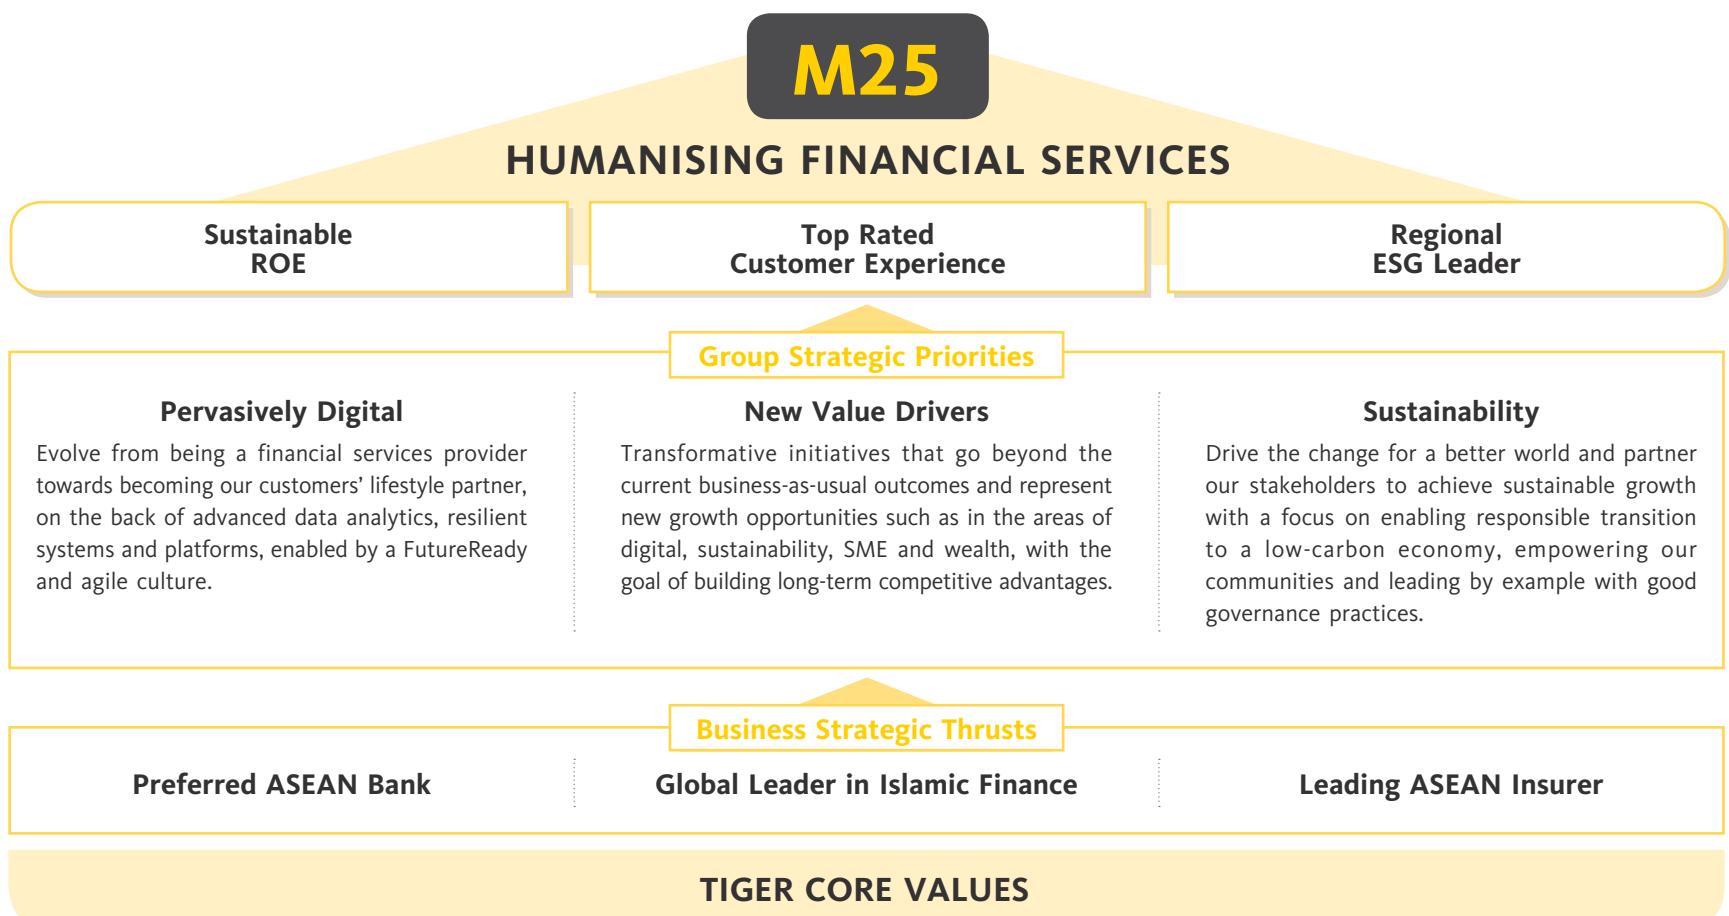 M25
HUMANISING FINANCIAL SERVICES
Sustainable
ROE
Top Rated
Customer Experience
Regional
ESG Leader
Group Strategic Priorities
Pervasively Digital
Evolve from being a financial services provider
towards becoming our customers’ lifestyle partner,
on the back of advanced data analytics, resilient
systems and platforms, enabled by a FutureReady
and agile culture.
New Value Drivers
Transformative initiatives that go beyond the
current business-as-usual outcomes and represent
new growth opportunities such as in the areas of
digital, sustainability, SME and wealth, with the
goal of building long-term competitive advantages.
Sustainability
Drive the change for a better world and partner
our stakeholders to achieve sustainable growth
with a focus on enabling responsible transition
to a low-carbon economy, empowering our
communities and leading by example with good
governance practices.
Business Strategic Thrusts
Preferred ASEAN Bank
Global Leader in Islamic Finance
Leading ASEAN Insurer
TIGER CORE VALUES